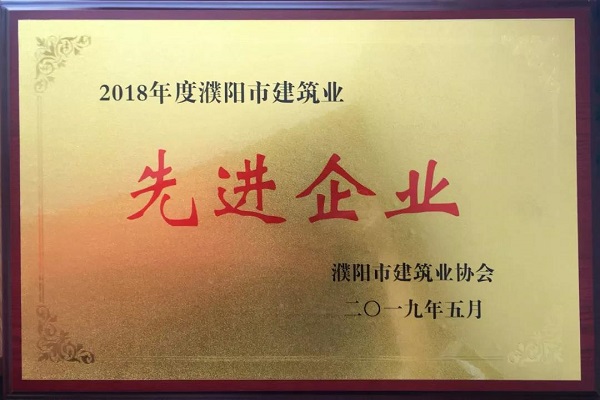 2018年度濮阳市建筑业
先进企业
濮阳市建筑业协会
二〇一九年五月